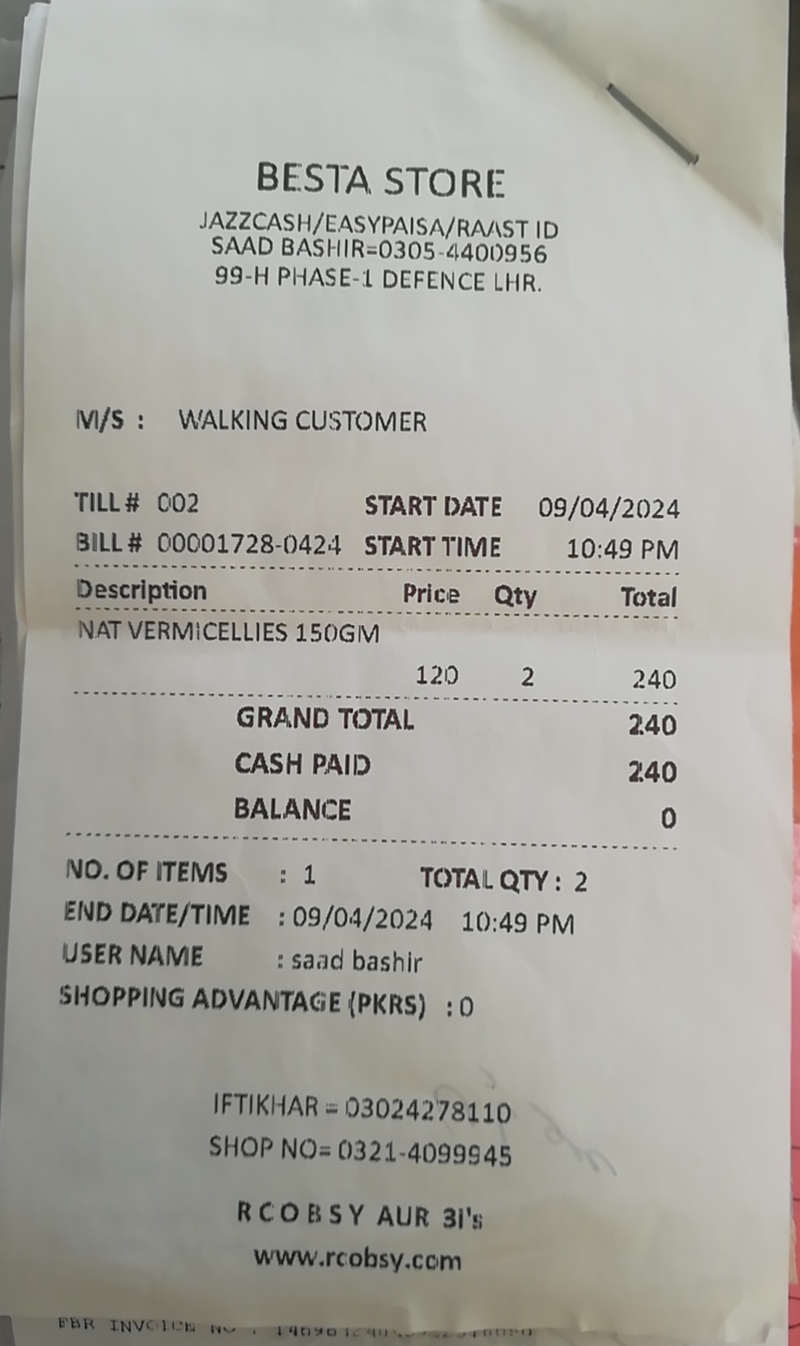 BESTA STORE
JAZZCASH/EASYPAISA/RAAST ID
SAAD BASHIR=0305-4400956
99-H PHASE-1 DEFENCE LHR.
M/S : WALKING CUSTOMER
TILL # 002 START DATE 09/04/2024
BILL # 00001728-0424 START TIME 10:49 PM
Description Price Qty Total
NAT VERMICELLIES 150GM
120 2 240
GRAND TOTAL 240
CASH PAID 240
BALANCE 0
NO. OF ITEMS : 1 TOTAL QTY : 2
END DATE/TIME : 09/04/2024 10:49 PM
USER NAME : saad bashir
SHOPPING ADVANTAGE (PKRS) : 0
IFTIKHAR = 03024278110
SHOP NO= 0321-4099945
RCOBSY AUR 3i's
www.rcobsy.com
FBR INVOICE NO :